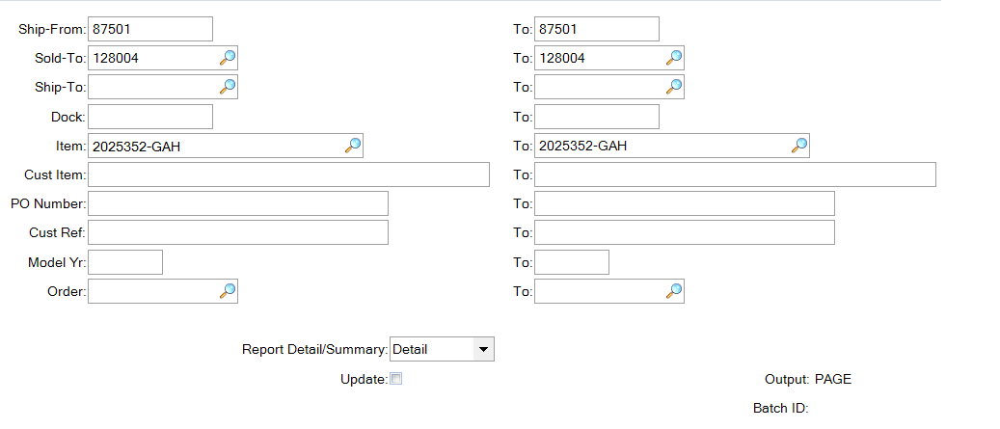 Ship-From: 87501 To: 87501
Sold-To: 128004 To: 128004
Ship-To: To:
Dock: To:
Item: 2025352-GAH To: 2025352-GAH
Cust Item: To:
PO Number: To:
Cust Ref: To:
Model Yr: To:
Order: To:
Report Detail/Summary: Detail
Update: Output: PAGE
Batch ID: